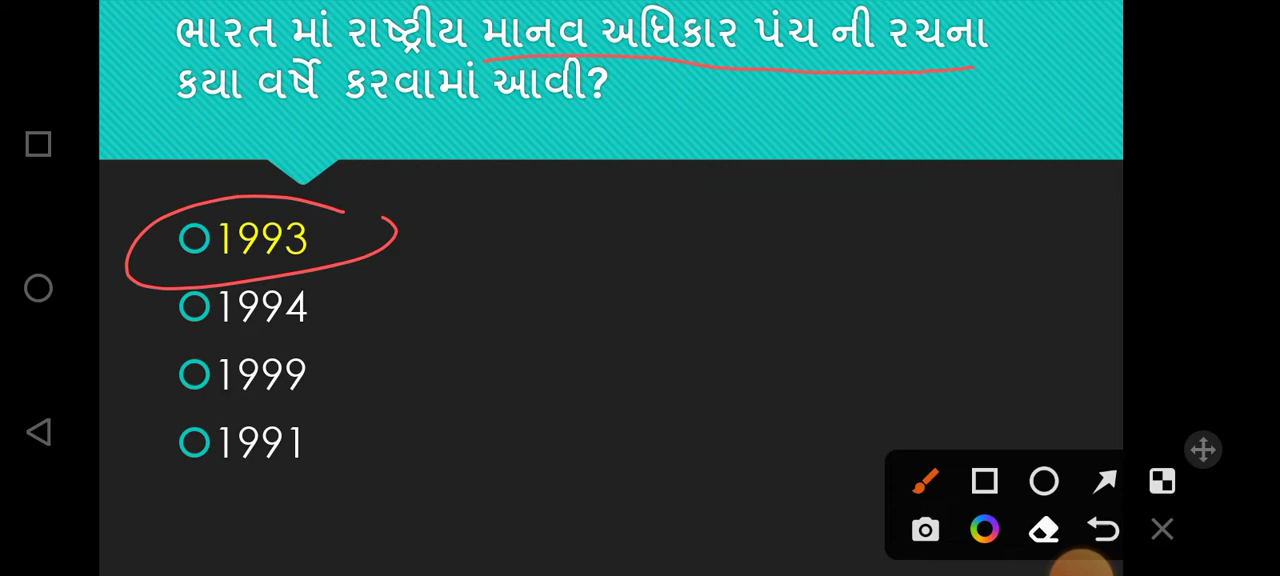 ભારત માં રાષ્ટ્રીય માનવ અધિકાર પંચ ની રચના
કયા વર્ષે કરવામાં આવી?
1993
1994
1999
1991